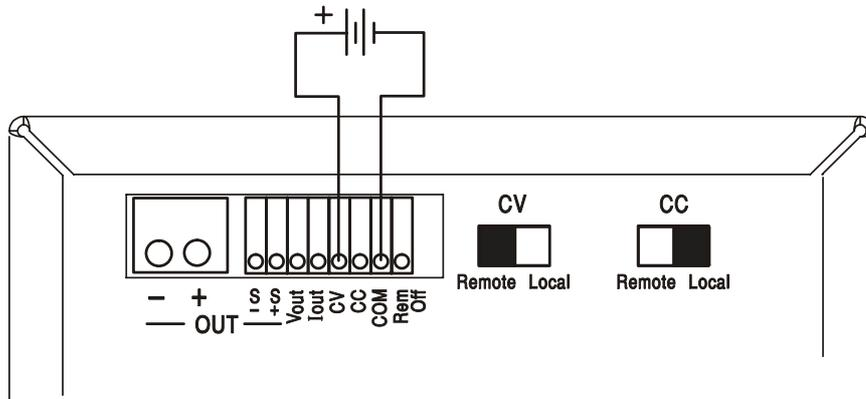 +
CV
CC
Remote Local
Remote Local
- +
OUT
S -
S +
Vout
Iout
CV
CC
COM
Rem Off